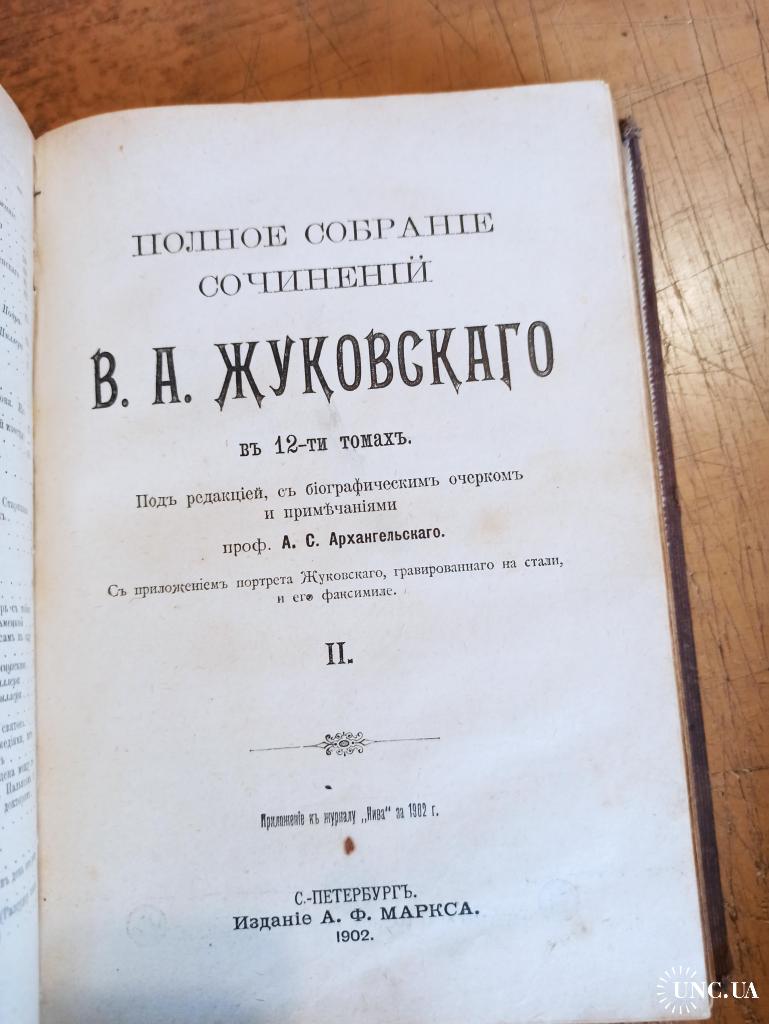 ПОЛНОЕ СОБРАНІЕ
СОЧИНЕНІЙ
В. А. ЖУКОВСКАГО
въ 12-ти томахъ.
Подъ редакціей, съ біографическимъ очеркомъ
и примѣчаніями
проф. А. С. Архангельскаго.
Съ приложеніемъ портрета Жуковскаго, гравированнаго на стали,
и его факсимиле.
II.
Приложеніе къ журналу „Нива" за 1902 г.
С.-ПЕТЕРБУРГЪ.
Изданіе А. Ф. МАРКСА.
1902.
UNC.UA